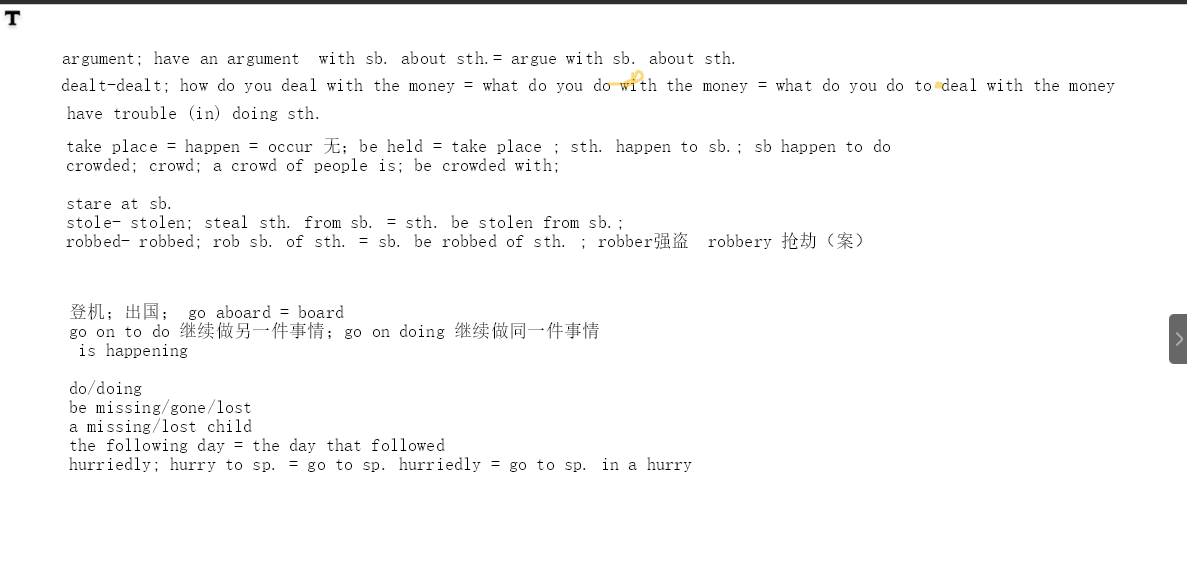 T
argument; have an argument with sb. about sth.= argue with sb. about sth.
dealt-dealt; how do you deal with the money = what do you do with the money = what do you do to deal with the money
have trouble (in) doing sth.
take place = happen = occur 无; be held = take place ; sth. happen to sb.; sb happen to do
crowded; crowd; a crowd of people is; be crowded with;
stare at sb.
stole- stolen; steal sth. from sb. = sth. be stolen from sb.;
robbed- robbed; rob sb. of sth. = sb. be robbed of sth. ; robber强盗 robbery 抢劫（案）
登机; 出国; go aboard = board
go on to do 继续做另一件事情; go on doing 继续做同一件事情
is happening
do/doing
be missing/gone/lost
a missing/lost child
the following day = the day that followed
hurriedly; hurry to sp. = go to sp. hurriedly = go to sp. in a hurry